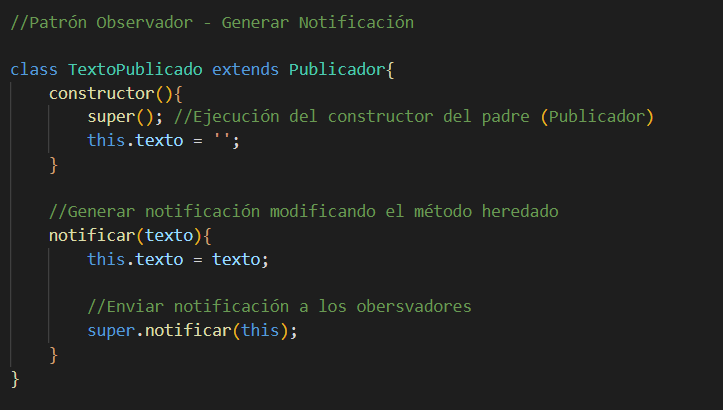 //Patrón Observador - Generar Notificación
class TextoPublicado extends Publicador{
constructor(){
super(); //Ejecución del constructor del padre (Publicador)
this.texto = '';
}
//Generar notificación modificando el método heredado
notificar(texto){
this.texto = texto;
//Enviar notificación a los obersvadores
super.notificar(this);
}
}